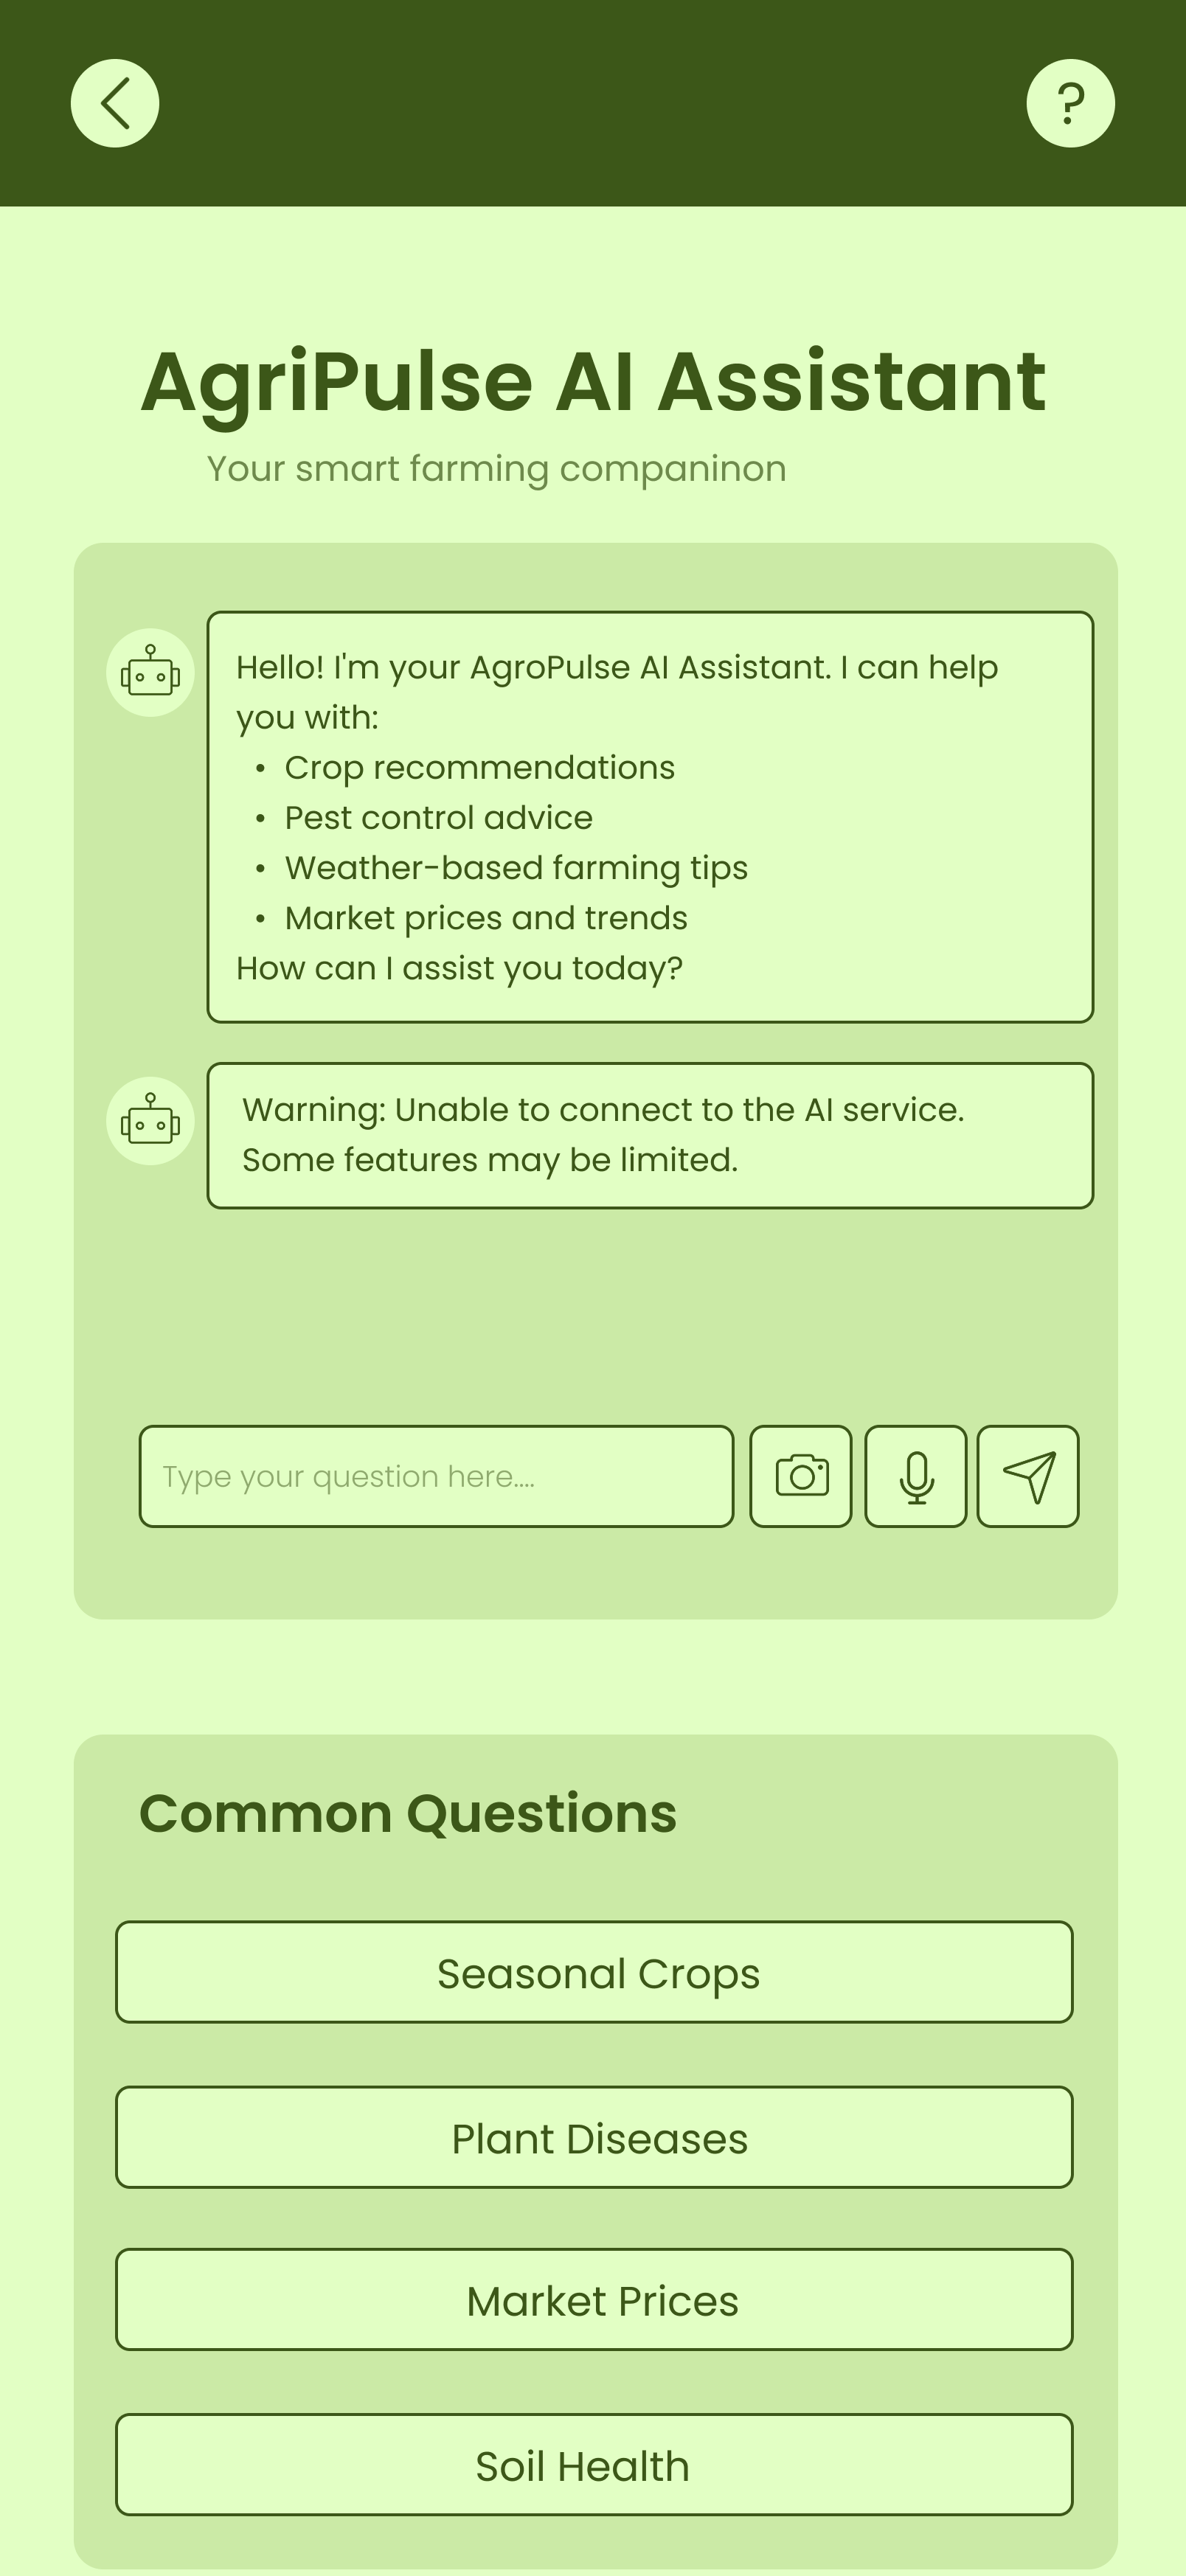 ?
AgriPulse AI Assistant
Your smart farming companinon
Hello! I'm your AgroPulse AI Assistant. I can help
you with:
• Crop recommendations
• Pest control advice
• Weather-based farming tips
• Market prices and trends
How can I assist you today?
Warning: Unable to connect to the AI service.
Some features may be limited.
Type your question here....
Common Questions
Seasonal Crops
Plant Diseases
Market Prices
Soil Health